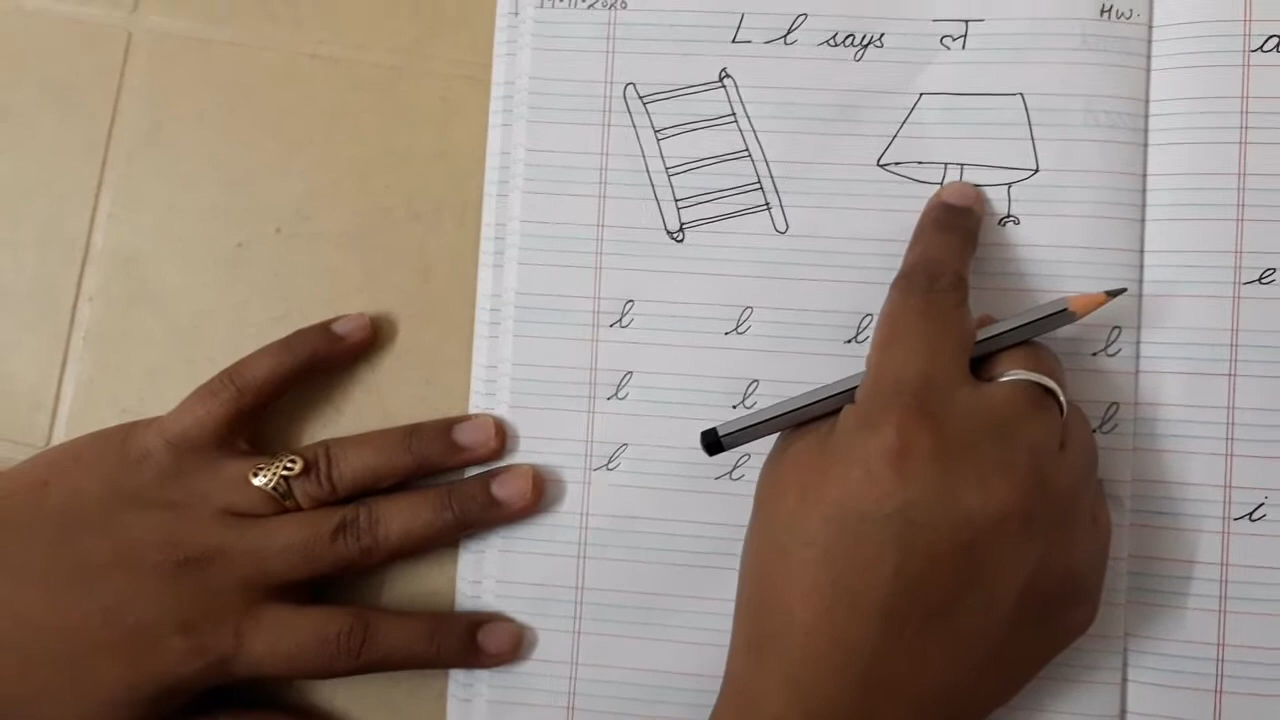 HW.
L l says ल
l l l l
l l l
l l
a
e
i